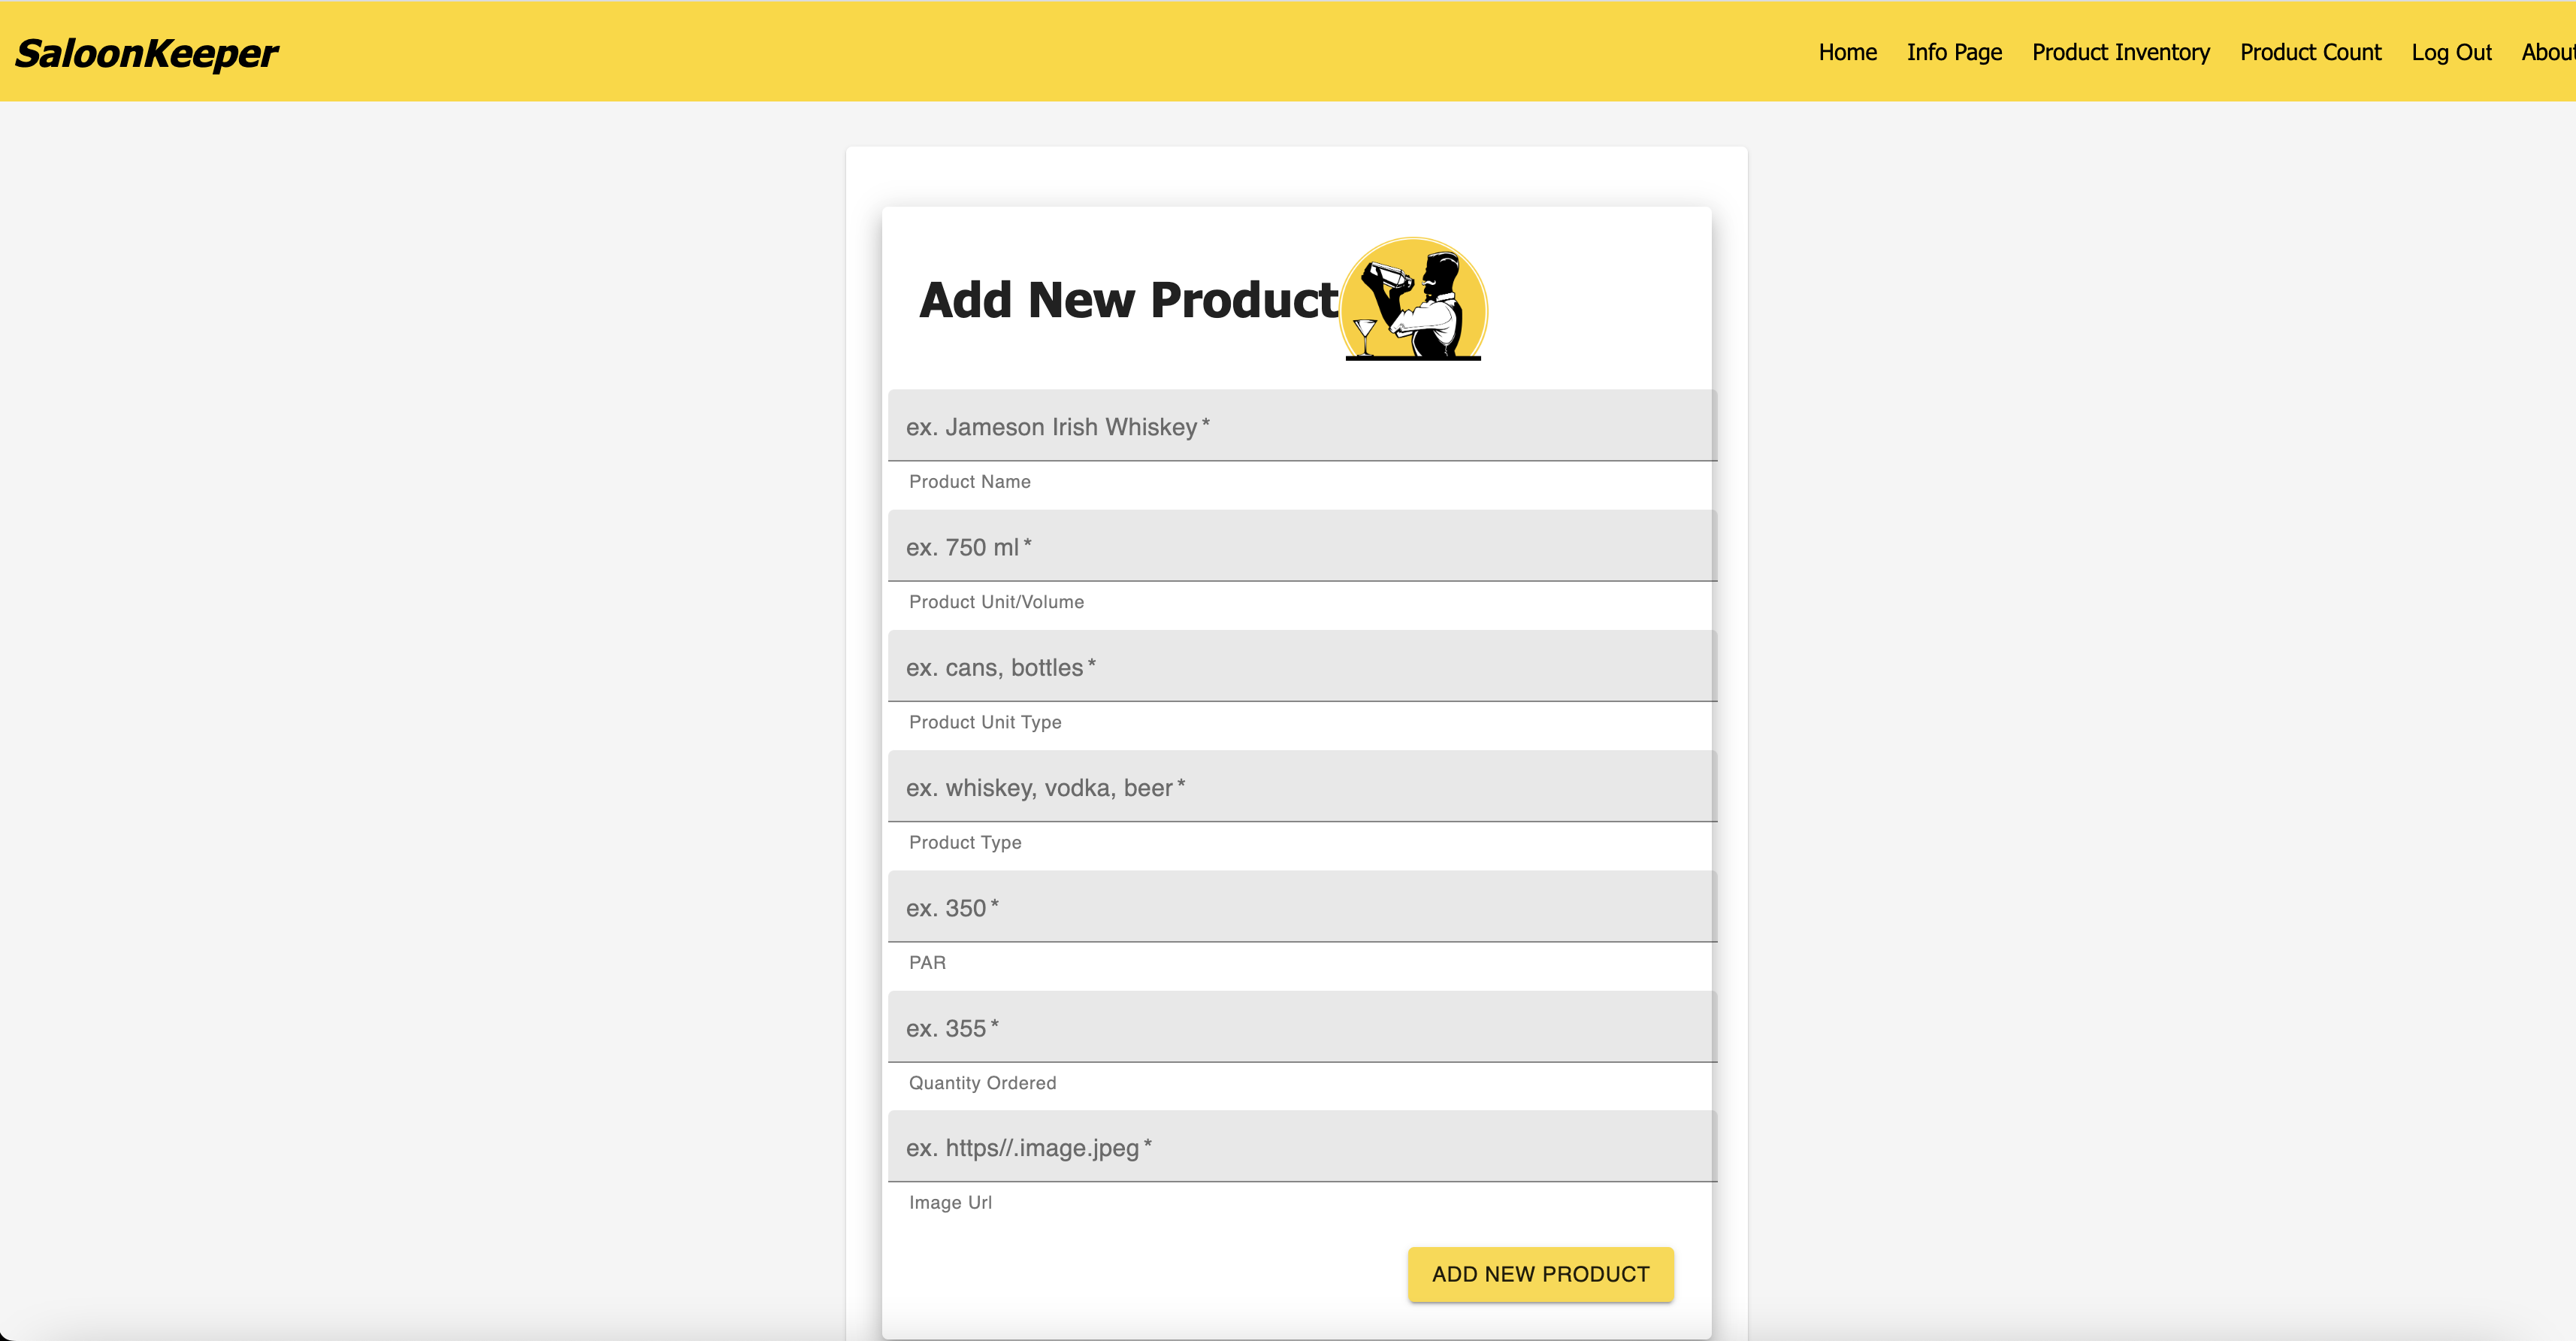 SaloonKeeper
Home Info Page Product Inventory Product Count Log Out
Add New Product
ex. Jameson Irish Whiskey *
Product Name
ex. 750 ml *
Product Unit/Volume
ex. cans, bottles *
Product Unit Type
ex. whiskey, vodka, beer *
Product Type
ex. 350 *
PAR
ex. 355 *
Quantity Ordered
ex. https//.image.jpeg *
Image Url
ADD NEW PRODUCT